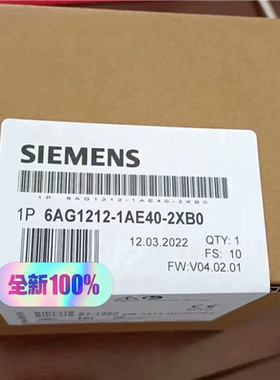 SIEMENS
1P 6AG1212-1AE40-2XB0
1P 6AG1212-1AE40-2XB0
12.03.2022 QTY: 1
FS: 10
FW:V04.02.01
全新100%